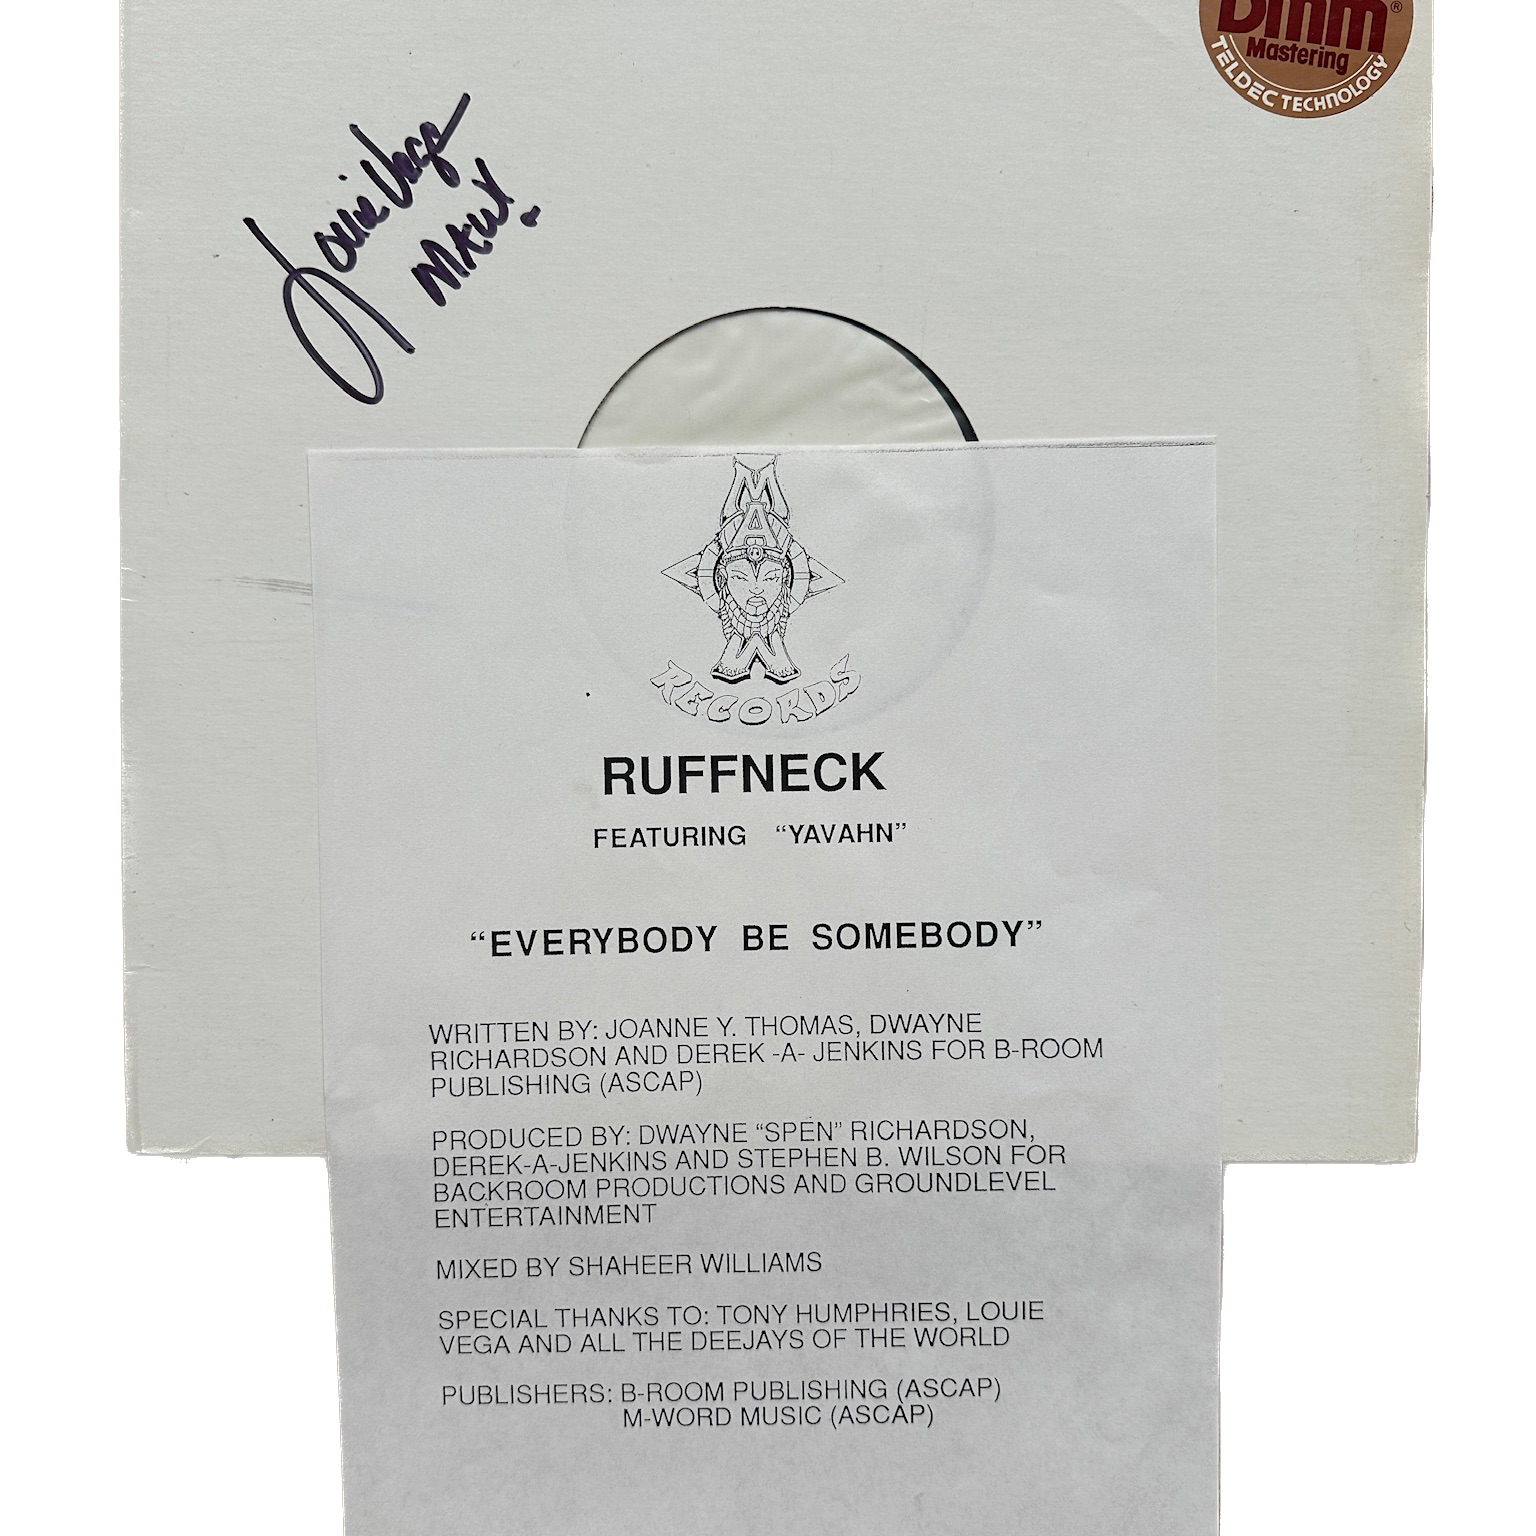 Dmm®
Mastering
TELDEC TECHNOLOGY
Louie Vega
MAW!
MAW
RECORDS
RUFFNECK
FEATURING “YAVAHN”
“EVERYBODY BE SOMEBODY”
WRITTEN BY: JOANNE Y. THOMAS, DWAYNE
RICHARDSON AND DEREK -A- JENKINS FOR B-ROOM
PUBLISHING (ASCAP)
PRODUCED BY: DWAYNE “SPEN” RICHARDSON,
DEREK-A-JENKINS AND STEPHEN B. WILSON FOR
BACKROOM PRODUCTIONS AND GROUNDLEVEL
ENTERTAINMENT
MIXED BY SHAHEER WILLIAMS
SPECIAL THANKS TO: TONY HUMPHRIES, LOUIE
VEGA AND ALL THE DEEJAYS OF THE WORLD
PUBLISHERS: B-ROOM PUBLISHING (ASCAP)
M-WORD MUSIC (ASCAP)